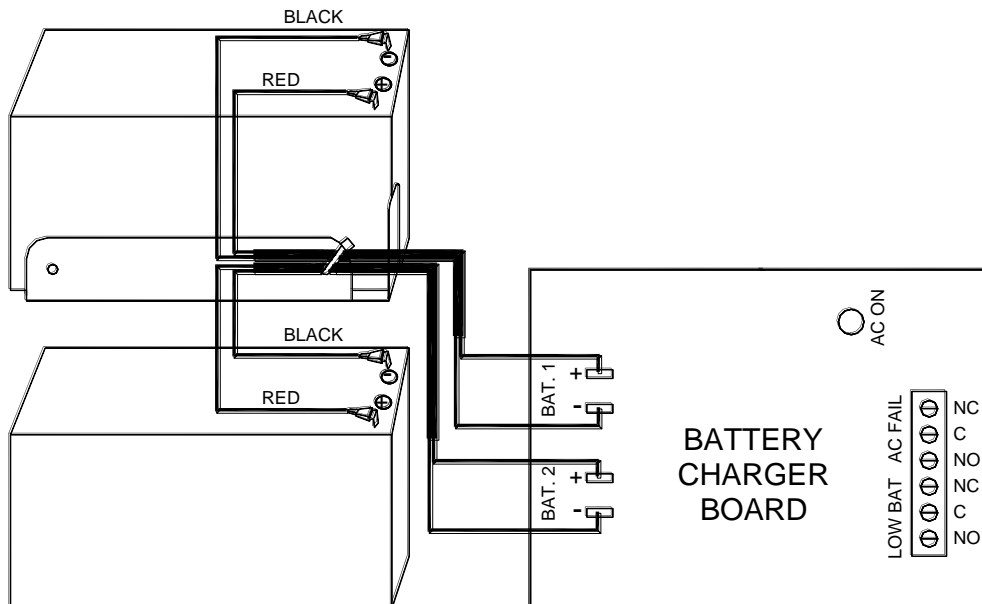 BLACK
RED
BLACK
RED
AC ON
BAT. 1
+
-
BAT. 2
+
-
BATTERY
CHARGER
BOARD
AC FAIL
LOW BAT
NC
C
NO
NC
C
NO